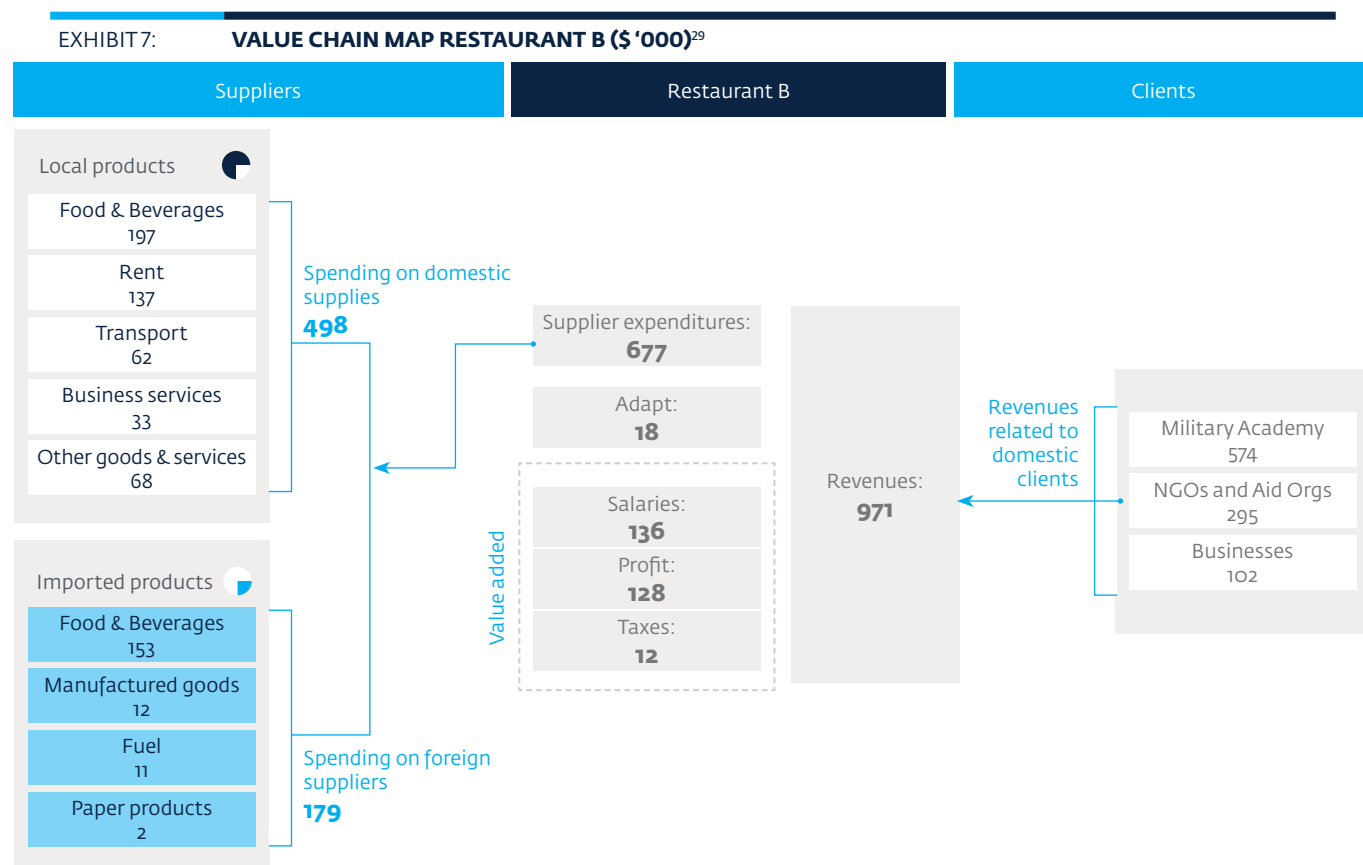 EXHIBIT 7: VALUE CHAIN MAP RESTAURANT B ($ ‘000)29
Suppliers
Restaurant B
Clients
Local products
Food & Beverages
197
Rent
137
Transport
62
Business services
33
Other goods & services
68
Spending on domestic
supplies
498
Imported products
Food & Beverages
153
Manufactured goods
12
Fuel
11
Paper products
2
Spending on foreign
suppliers
179
Supplier expenditures:
677
Adapt:
18
Value added
Salaries:
136
Profit:
128
Taxes:
12
Revenues:
971
Revenues
related to
domestic
clients
Military Academy
574
NGOs and Aid Orgs
295
Businesses
102